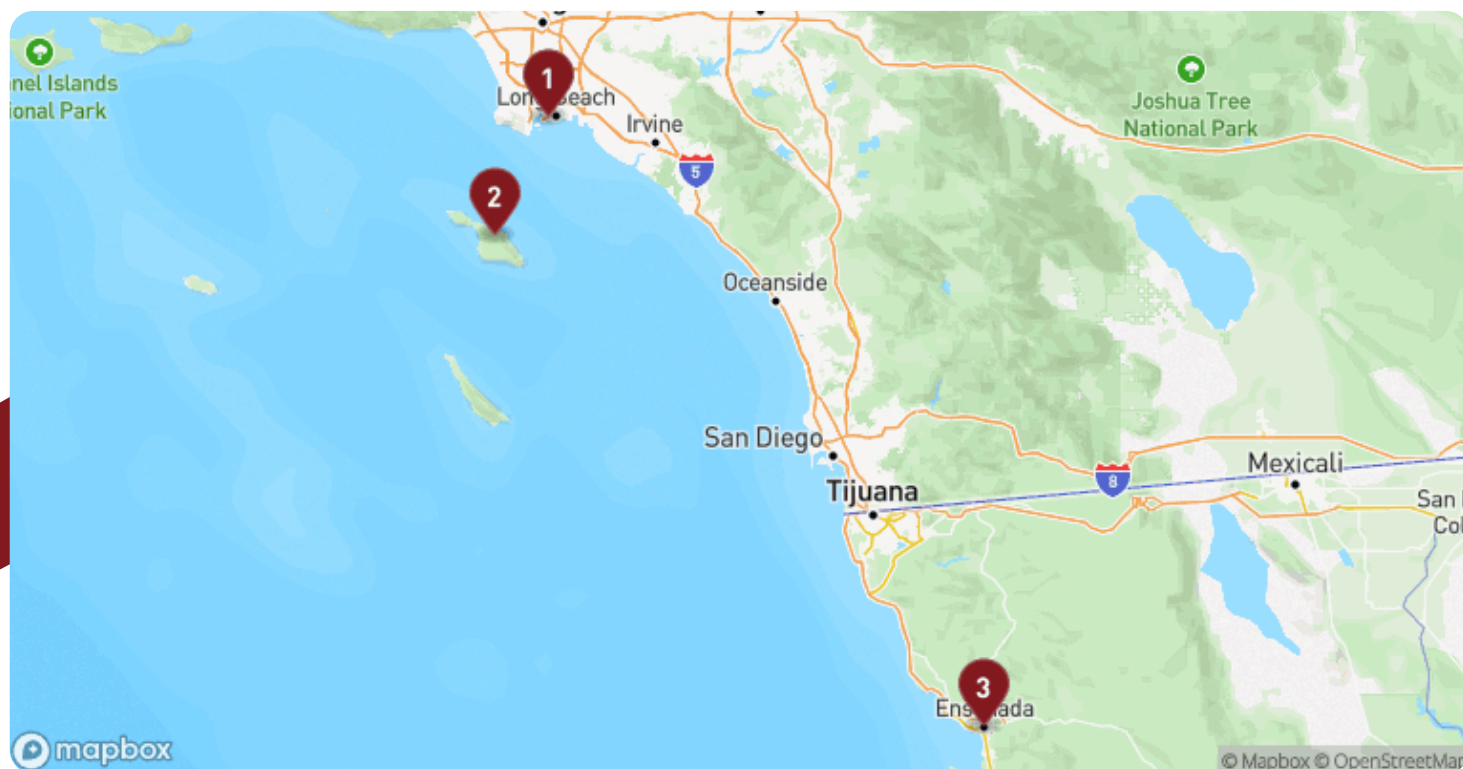 nel Islands
ional Park
1
Long Beach
Irvine
5
Joshua Tree
National Park
2
Oceanside
San Diego
Tijuana
8
Mexicali
San
Col
3
Ensenada
mapbox
© Mapbox © OpenStreetMap